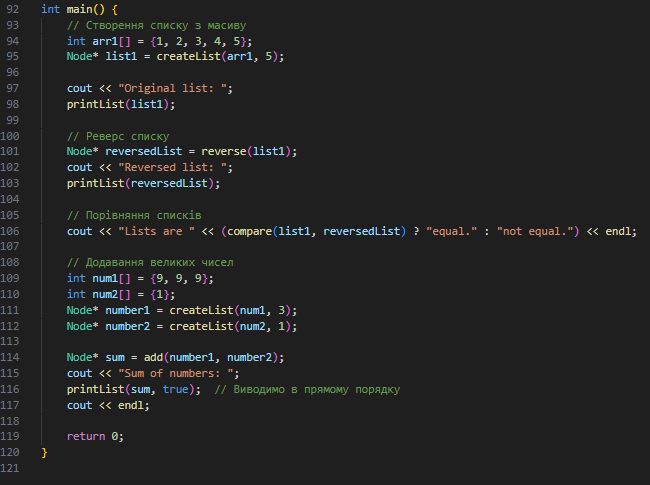 92 int main() {
93 // Створення списку з масиву
94 int arr1[] = {1, 2, 3, 4, 5};
95 Node* list1 = createList(arr1, 5);
96
97 cout << "Original list: ";
98 printList(list1);
99
100 // Реверс списку
101 Node* reversedList = reverse(list1);
102 cout << "Reversed list: ";
103 printList(reversedList);
104
105 // Порівняння списків
106 cout << "Lists are " << (compare(list1, reversedList) ? "equal." : "not equal.") << endl;
107
108 // Додавання великих чисел
109 int num1[] = {9, 9, 9};
110 int num2[] = {1};
111 Node* number1 = createList(num1, 3);
112 Node* number2 = createList(num2, 1);
113
114 Node* sum = add(number1, number2);
115 cout << "Sum of numbers: ";
116 printList(sum, true);  // Виводимо в прямому порядку
117 cout << endl;
118
119 return 0;
120 }
121